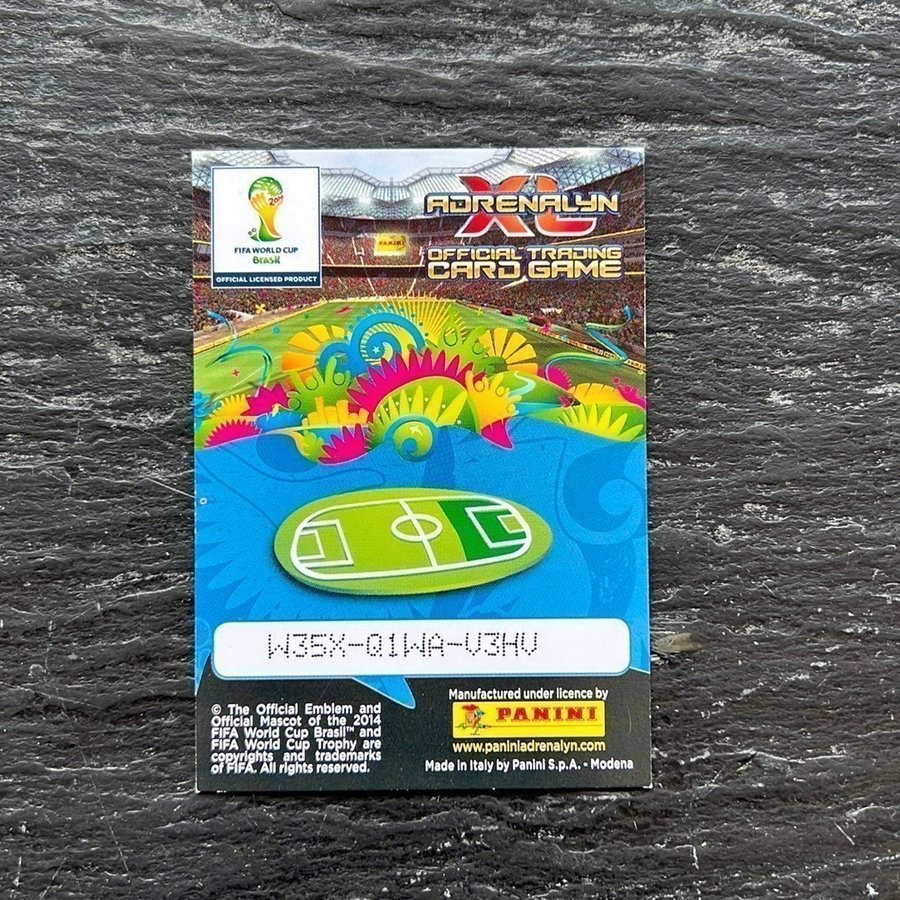 2014
FIFA WORLD CUP
Brasil
OFFICIAL LICENSED PRODUCT
ADRENALYN XL
OFFICIAL TRADING
CARD GAME
PANINI
W35X-Q1WA-V3HV
© The Official Emblem and
Official Mascot of the 2014
FIFA World Cup Brasil™ and
FIFA World Cup Trophy are
copyrights and trademarks
of FIFA. All rights reserved.
Manufactured under licence by
PANINI
www.paniniadrenalyn.com
Made in Italy by Panini S.p.A. - Modena